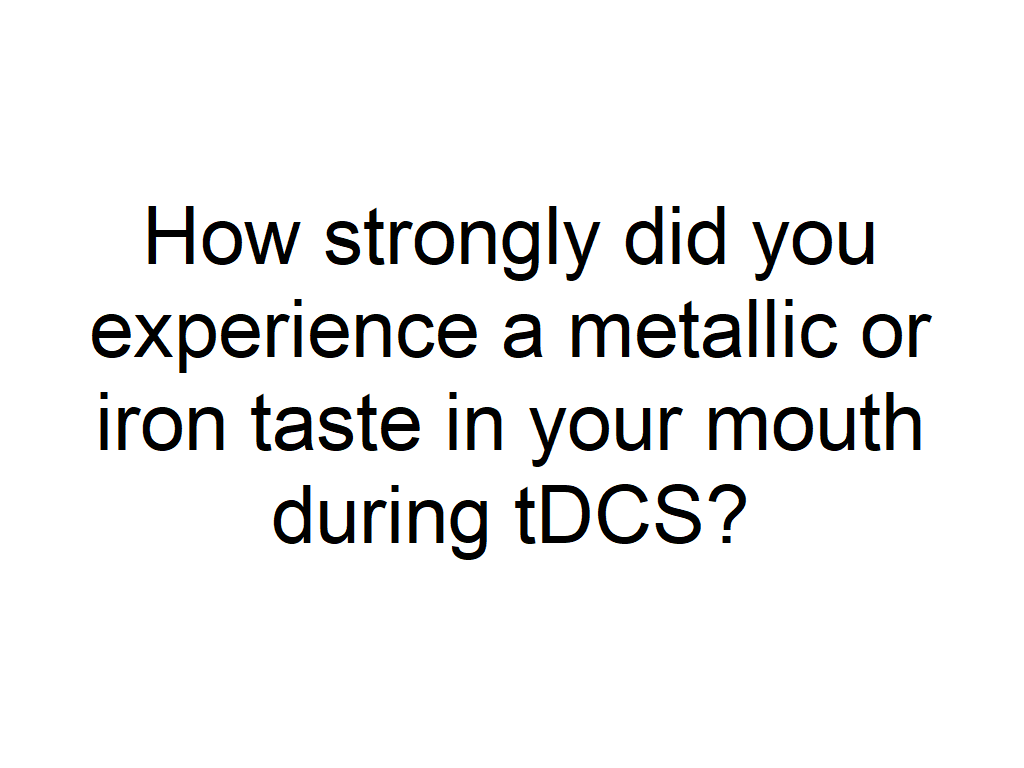 How strongly did you
experience a metallic or
iron taste in your mouth
during tDCS?